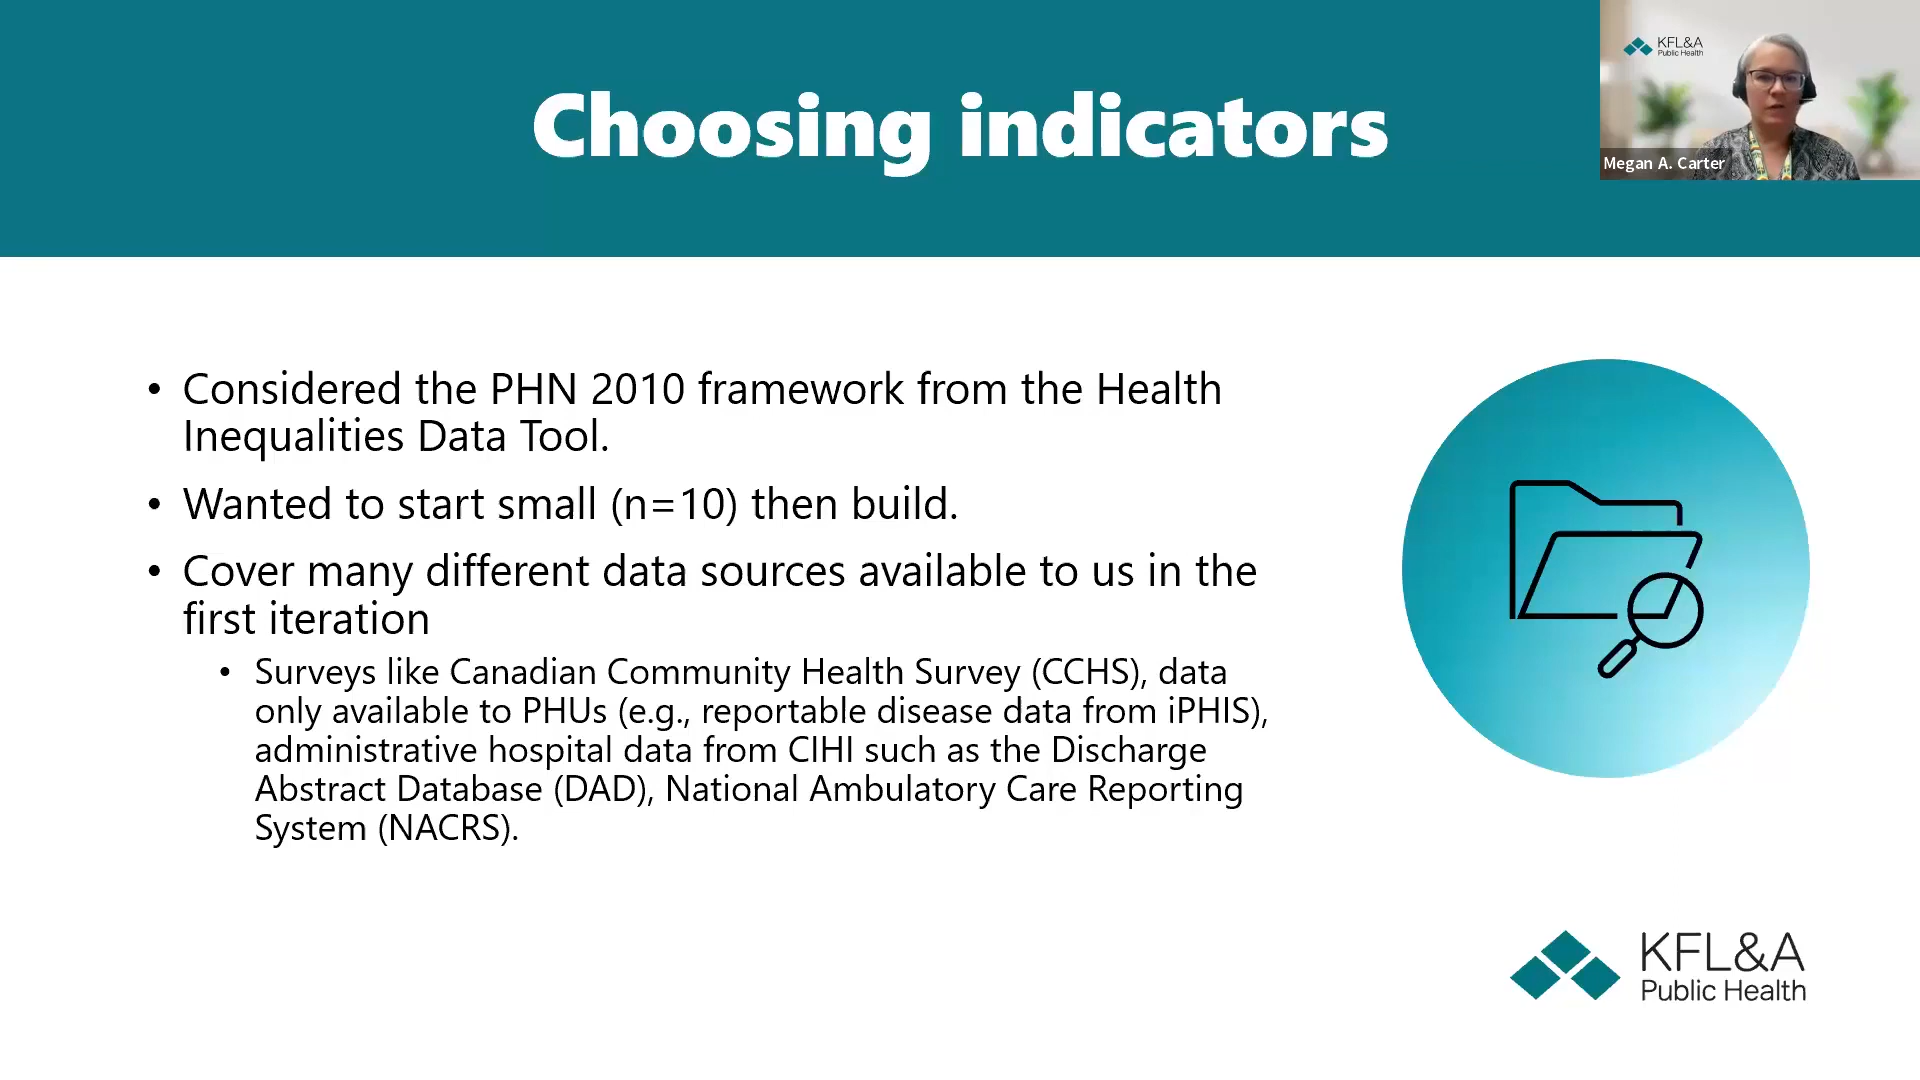 KFL&A
Public Health
Megan A. Carter
Choosing indicators
• Considered the PHN 2010 framework from the Health
Inequalities Data Tool.
• Wanted to start small (n=10) then build.
• Cover many different data sources available to us in the
first iteration
• Surveys like Canadian Community Health Survey (CCHS), data
only available to PHUs (e.g., reportable disease data from iPHIS),
administrative hospital data from CIHI such as the Discharge
Abstract Database (DAD), National Ambulatory Care Reporting
System (NACRS).
KFL&A
Public Health